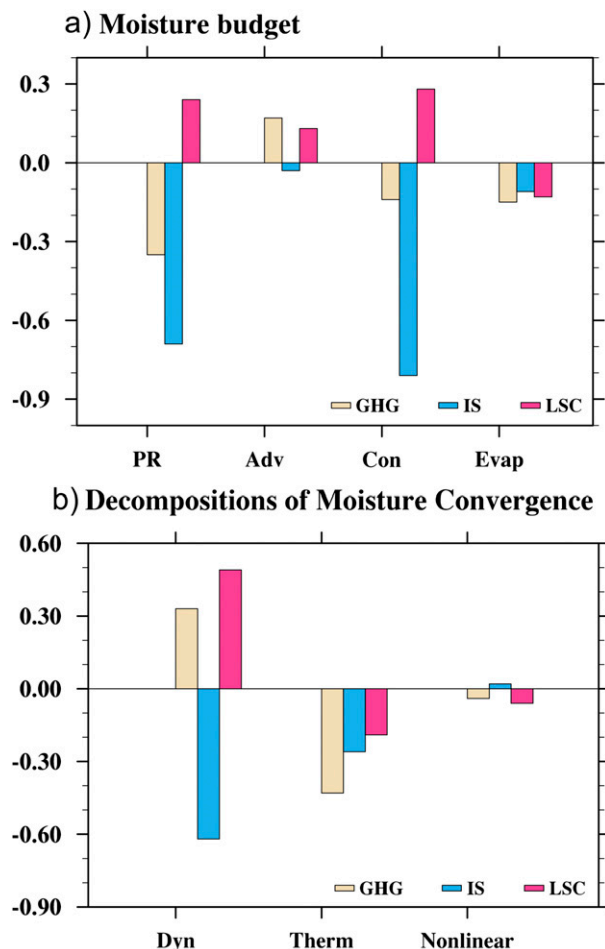 a) Moisture budget
0.3
0.0
-0.3
-0.6
-0.9
GHG IS LSC
PR Adv Con Evap
b) Decompositions of Moisture Convergence
0.60
0.30
0.00
-0.30
-0.60
-0.90
GHG IS LSC
Dyn Therm Nonlinear